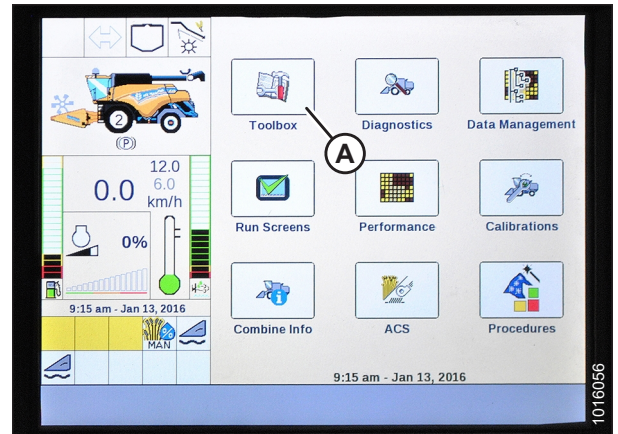 2
(P)
12.0
0.0
6.0
km/h
0%
9:15 am - Jan 13, 2016
%
MAN
Toolbox
Diagnostics
Data Management
A
Run Screens
Performance
Calibrations
Combine Info
ACS
Procedures
9:15 am - Jan 13, 2016
1016056